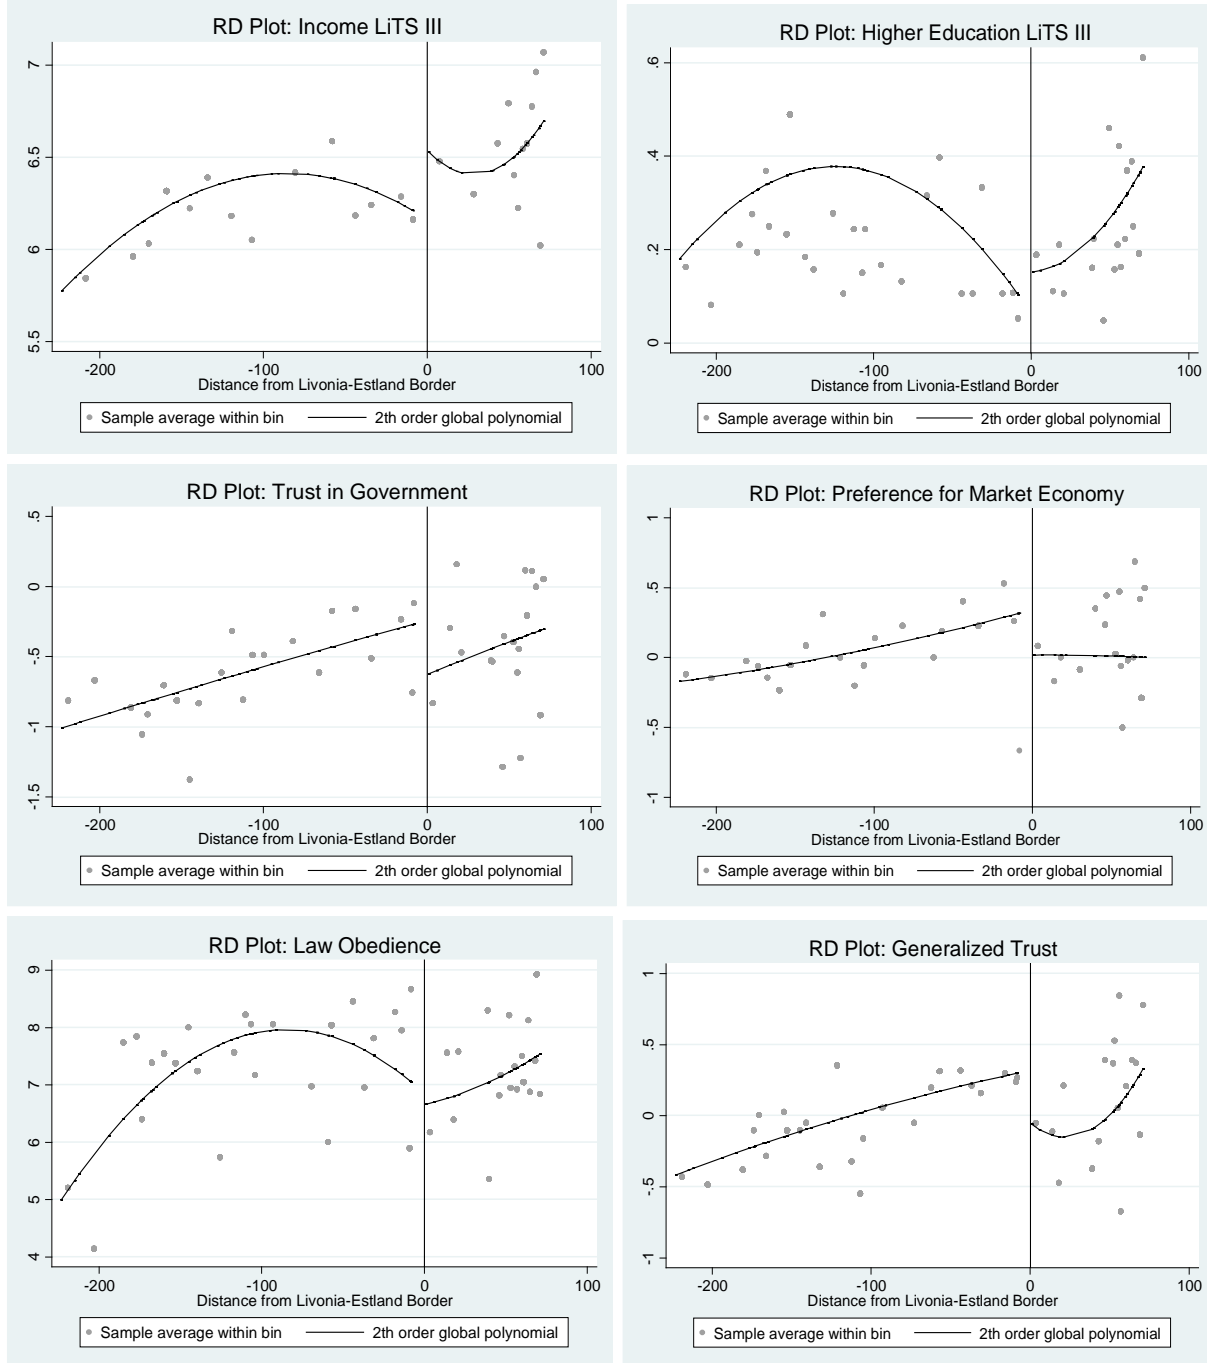 RD Plot: Income LiTS III
7
6.5
6
5.5
-200 -100 0 100
Distance from Livonia-Estland Border
Sample average within bin 2th order global polynomial
RD Plot: Higher Education LiTS III
.6
.4
.2
0
-200 -100 0 100
Distance from Livonia-Estland Border
Sample average within bin 2th order global polynomial
RD Plot: Trust in Government
.5
0
-.5
-1
-1.5
-200 -100 0 100
Distance from Livonia-Estland Border
Sample average within bin 2th order global polynomial
RD Plot: Preference for Market Economy
1
.5
0
-.5
-1
-200 -100 0 100
Distance from Livonia-Estland Border
Sample average within bin 2th order global polynomial
RD Plot: Law Obedience
9
8
7
6
5
4
-200 -100 0 100
Distance from Livonia-Estland Border
Sample average within bin 2th order global polynomial
RD Plot: Generalized Trust
1
.5
0
-.5
-1
-200 -100 0 100
Distance from Livonia-Estland Border
Sample average within bin 2th order global polynomial